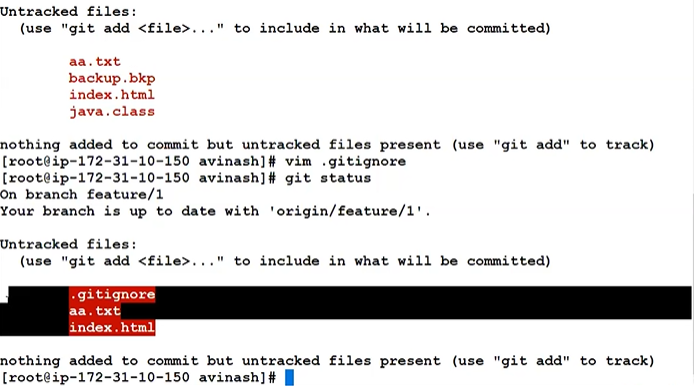 Untracked files:
(use "git add <file>..." to include in what will be committed)
aa.txt
backup.bkp
index.html
java.class
nothing added to commit but untracked files present (use "git add" to track)
[root@ip-172-31-10-150 avinash]# vim .gitignore
[root@ip-172-31-10-150 avinash]# git status
On branch feature/1
Your branch is up to date with 'origin/feature/1'.
Untracked files:
(use "git add <file>..." to include in what will be committed)
.gitignore
aa.txt
index.html
nothing added to commit but untracked files present (use "git add" to track)
[root@ip-172-31-10-150 avinash]#